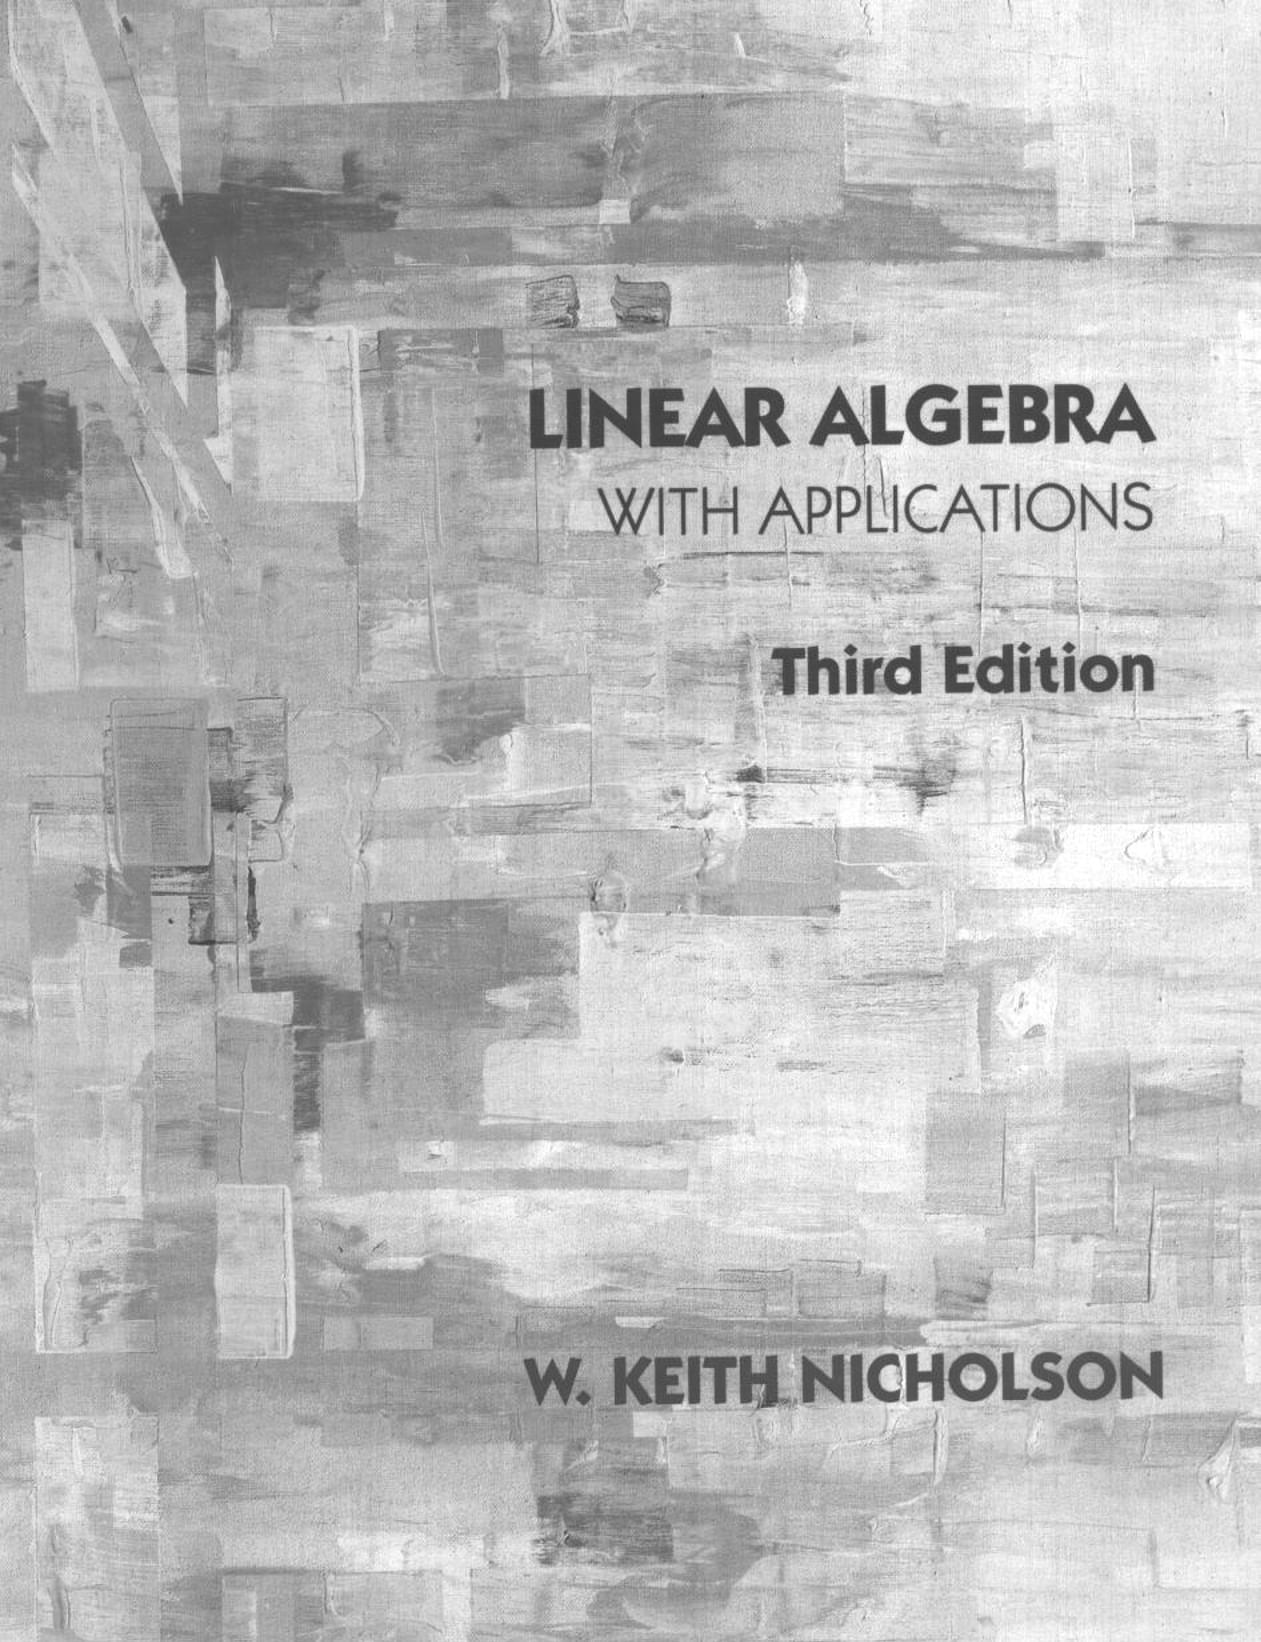 LINEAR ALGEBRA
WITH APPLICATIONS
Third Edition
W. KEITH NICHOLSON